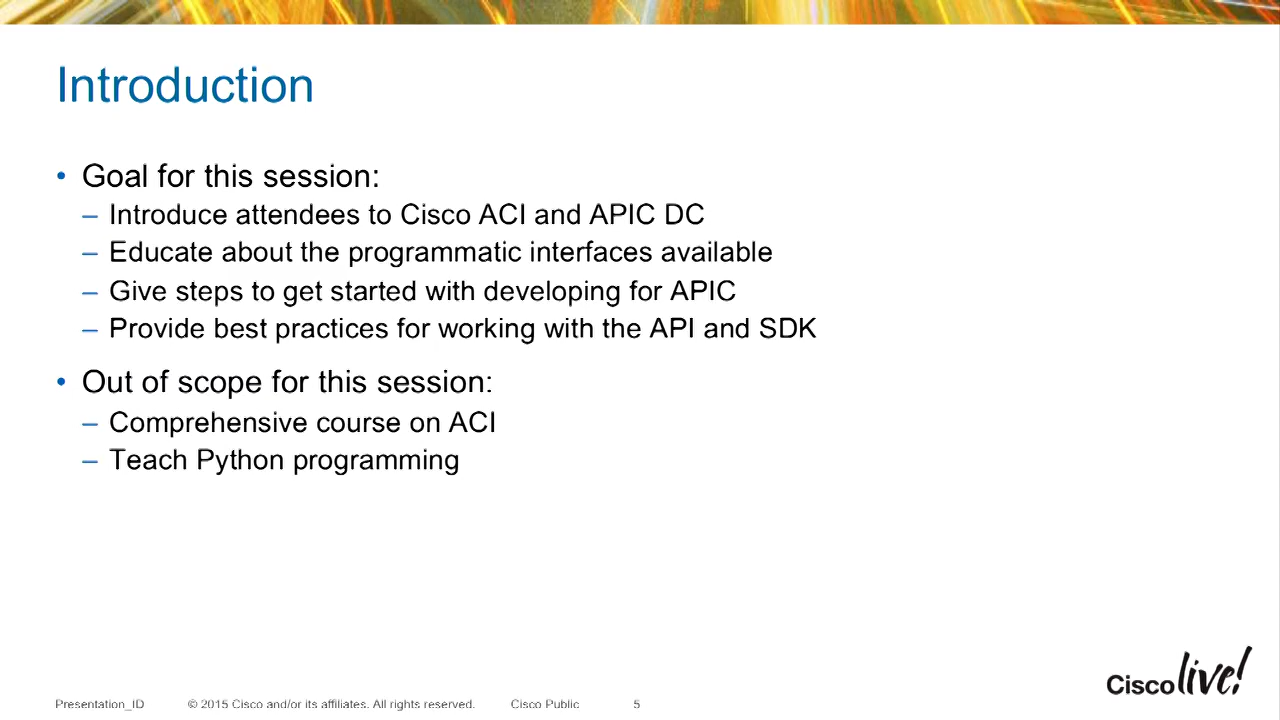 Introduction
• Goal for this session:
– Introduce attendees to Cisco ACI and APIC DC
– Educate about the programmatic interfaces available
– Give steps to get started with developing for APIC
– Provide best practices for working with the API and SDK
• Out of scope for this session:
– Comprehensive course on ACI
– Teach Python programming
Presentation_ID © 2015 Cisco and/or its affiliates. All rights reserved. Cisco Public 5
Cisco live!